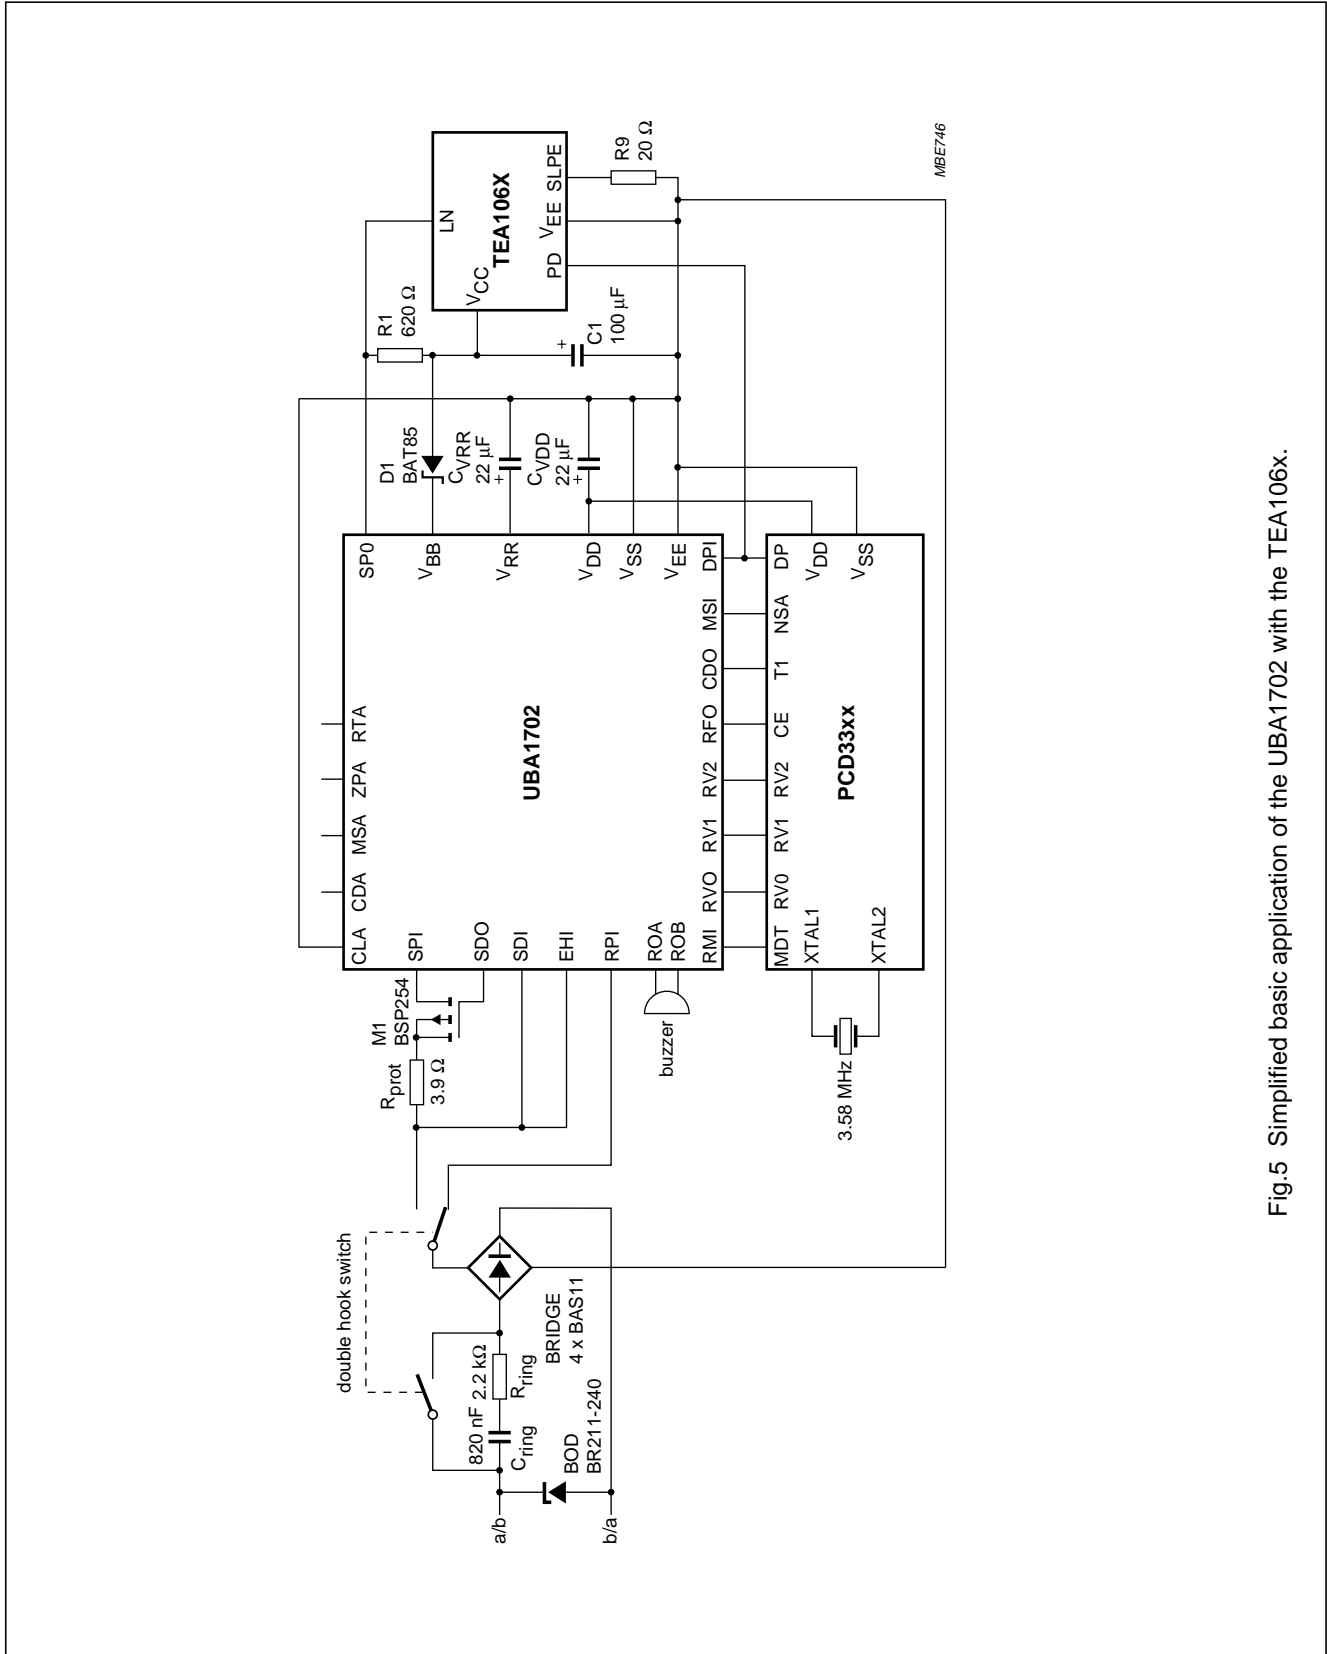 double hook switch
a/b
b/a
820 nF
2.2 kΩ
Cring
Rring
BOD
BR211-240
BRIDGE
4 x BAS11
Rprot
3.9 Ω
M1
BSP254
SPI
SDO
SDI
EHI
RPI
ROA
ROB
buzzer
CLA
CDA
MSA
ZPA
RTA
UBA1702
SP0
VBB
VRR
VDD
VSS
VEE
RMI
RVO
RV1
RV2
RFO
CDO
MSI
DPI
MDT
RV0
RV1
RV2
CE
T1
NSA
DP
XTAL1
XTAL2
PCD33xx
VDD
VSS
3.58 MHz
D1
BAT85
CVRR
22 µF
+
CVDD
22 µF
+
R1
620 Ω
+
C1
100 µF
LN
VCC
TEA106X
PD
VEE
SLPE
R9
20 Ω
MBE746
Fig.5 Simplified basic application of the UBA1702 with the TEA106x.